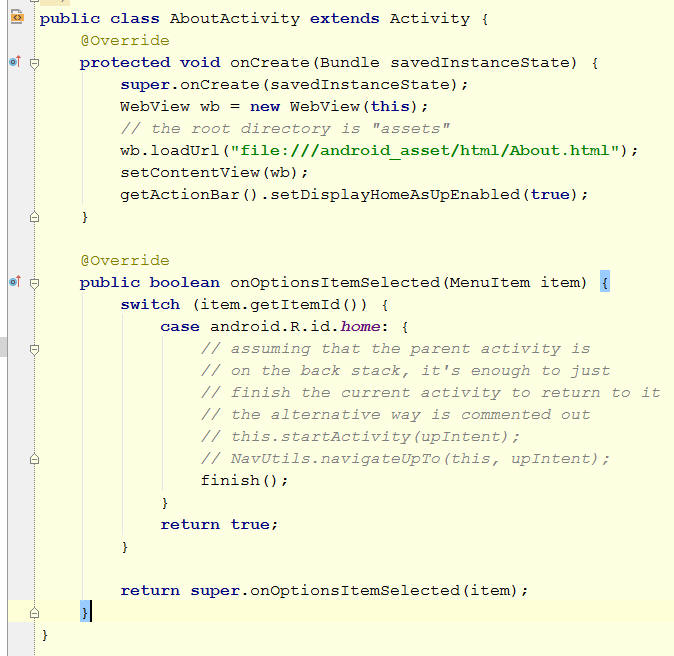 public class AboutActivity extends Activity {
    @Override
    protected void onCreate(Bundle savedInstanceState) {
        super.onCreate(savedInstanceState);
        WebView wb = new WebView(this);
        // the root directory is "assets"
        wb.loadUrl("file:///android_asset/html/About.html");
        setContentView(wb);
        getActionBar().setDisplayHomeAsUpEnabled(true);
    }

    @Override
    public boolean onOptionsItemSelected(MenuItem item) {
        switch (item.getItemId()) {
            case android.R.id.home: {
                // assuming that the parent activity is
                // on the back stack, it's enough to just
                // finish the current activity to return to it
                // the alternative way is commented out
                // this.startActivity(upIntent);
                // NavUtils.navigateUpTo(this, upIntent);
                finish();
            }
            return true;
        }

        return super.onOptionsItemSelected(item);
    }
}